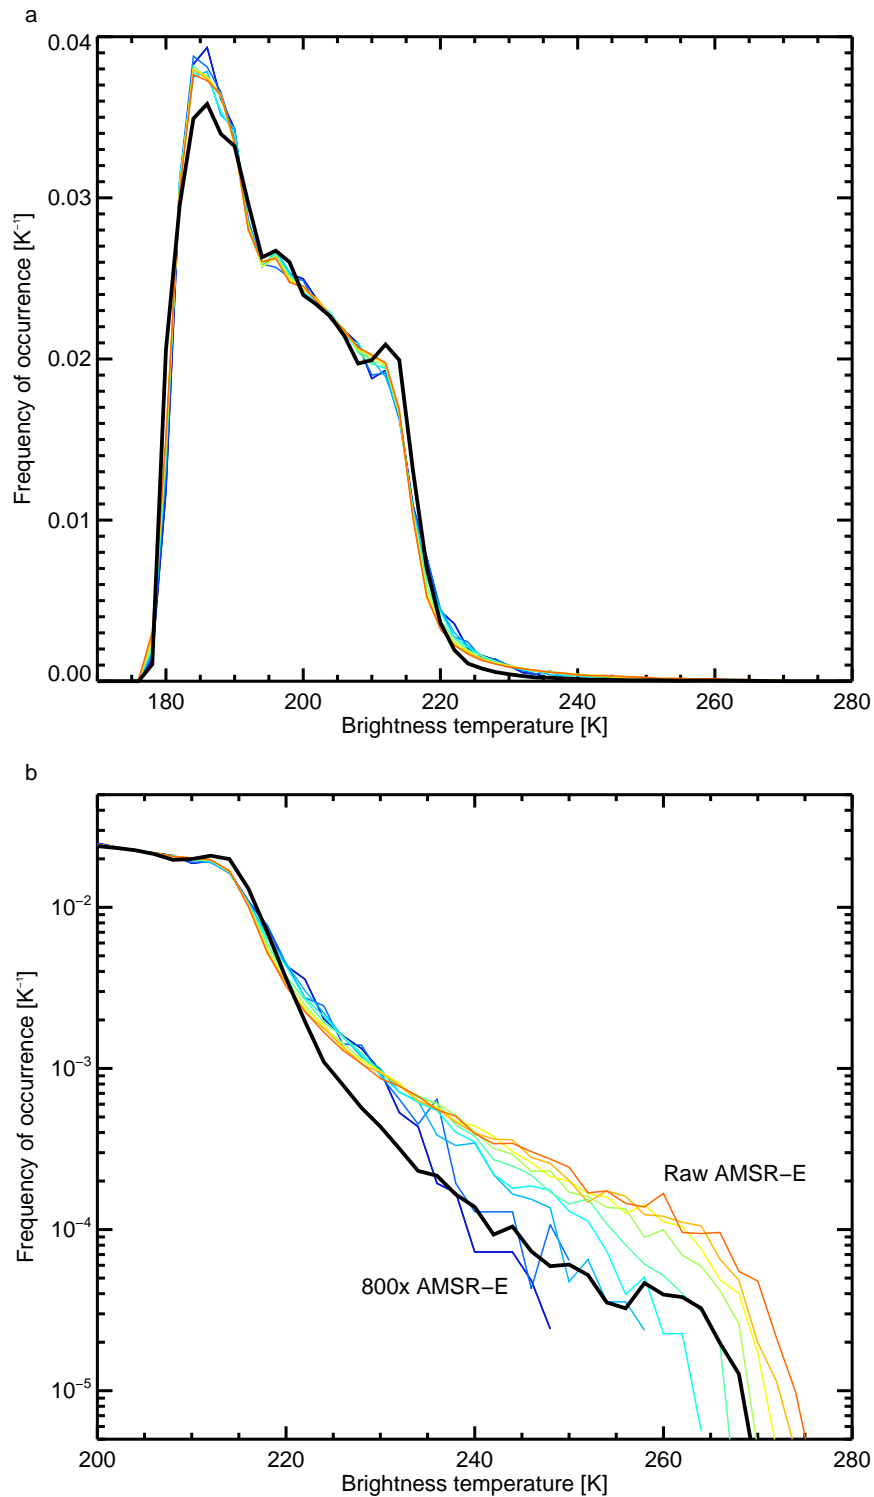 a
0.04
0.03
0.02
0.01
0.00
Frequency of occurrence [K⁻¹]
180 200 220 240 260 280
Brightness temperature [K]
b
10⁻²
10⁻³
10⁻⁴
10⁻⁵
Frequency of occurrence [K⁻¹]
Raw AMSR−E
800x AMSR−E
200 220 240 260 280
Brightness temperature [K]